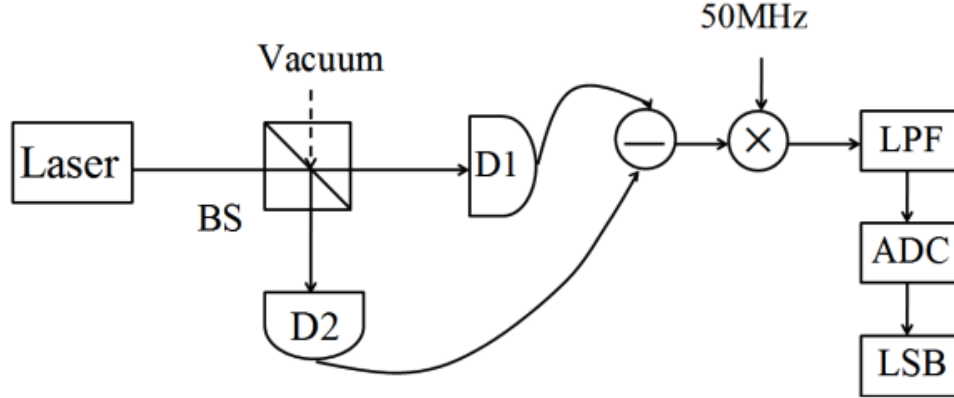 50MHz
Vacuum
Laser
BS
D1
—
×
LPF
ADC
D2
LSB